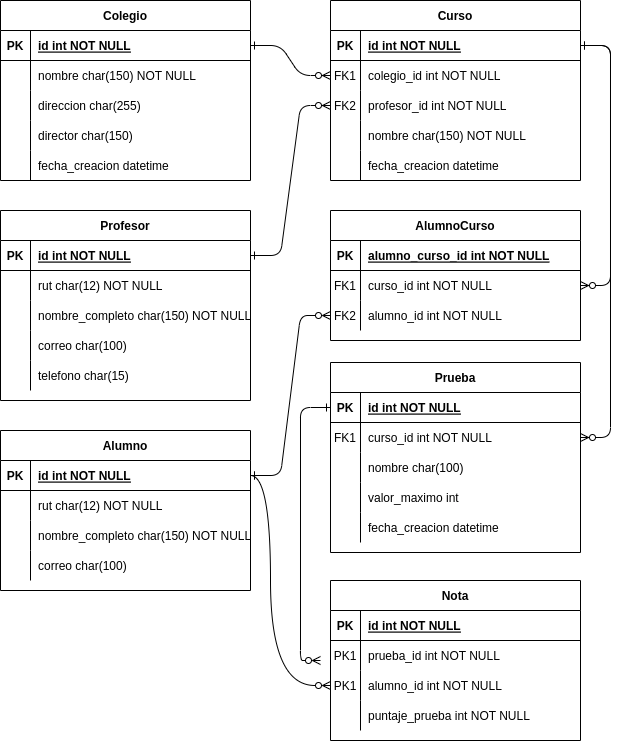 Colegio
PK id int NOT NULL
nombre char(150) NOT NULL
direccion char(255)
director char(150)
fecha_creacion datetime
Curso
PK id int NOT NULL
FK1 colegio_id int NOT NULL
FK2 profesor_id int NOT NULL
nombre char(150) NOT NULL
fecha_creacion datetime
Profesor
PK id int NOT NULL
rut char(12) NOT NULL
nombre_completo char(150) NOT NULL
correo char(100)
telefono char(15)
AlumnoCurso
PK alumno_curso_id int NOT NULL
FK1 curso_id int NOT NULL
FK2 alumno_id int NOT NULL
Prueba
PK id int NOT NULL
FK1 curso_id int NOT NULL
nombre char(100)
valor_maximo int
fecha_creacion datetime
Alumno
PK id int NOT NULL
rut char(12) NOT NULL
nombre_completo char(150) NOT NULL
correo char(100)
Nota
PK id int NOT NULL
PK1 prueba_id int NOT NULL
PK1 alumno_id int NOT NULL
puntaje_prueba int NOT NULL